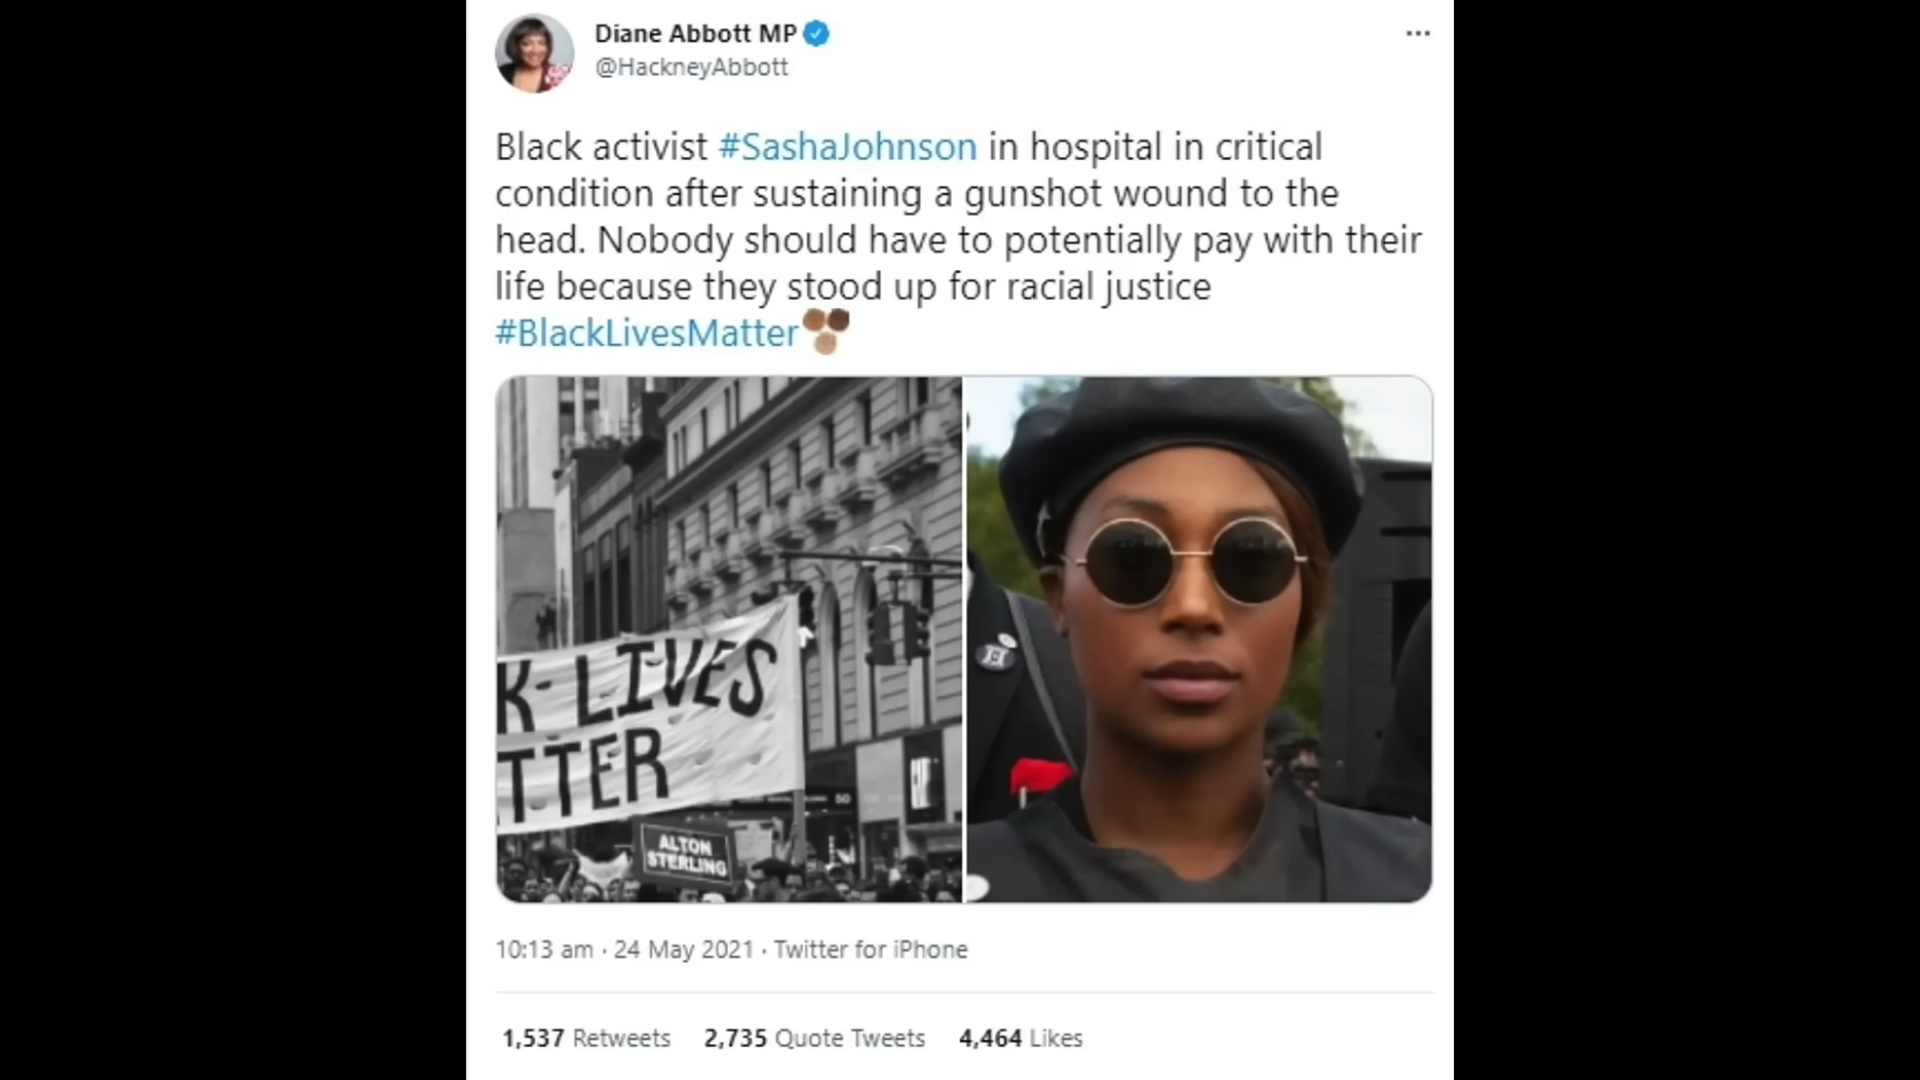 Diane Abbott MP
@HackneyAbbott
Black activist #SashaJohnson in hospital in critical
condition after sustaining a gunshot wound to the
head. Nobody should have to potentially pay with their
life because they stood up for racial justice
#BlackLivesMatter
K-LIVES
TTER
ALTON
STERLING
10:13 am · 24 May 2021 · Twitter for iPhone
1,537 Retweets 2,735 Quote Tweets 4,464 Likes